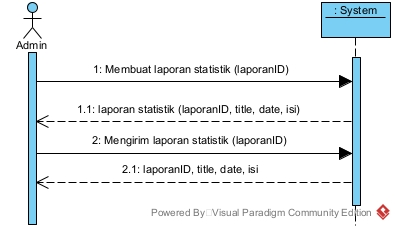 : System
Admin
1: Membuat laporan statistik (laporanID)
1.1: laporan statistik (laporanID, title, date, isi)
2: Mengirim laporan statistik (laporanID)
2.1: laporanID, title, date, isi
Powered By□Visual Paradigm Community Edition